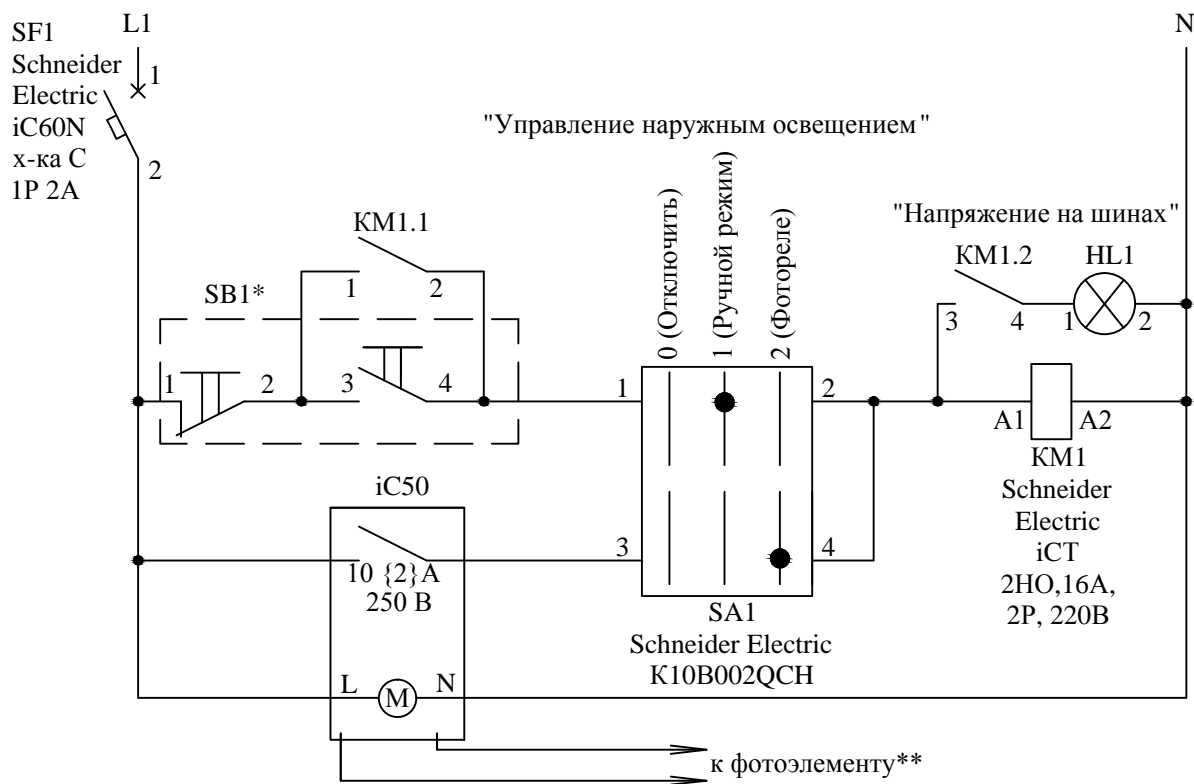 SF1
Schneider
Electric
iC60N
х-ка С
1P 2A
L1
1
2
N
"Управление наружным освещением"
"Напряжение на шинах"
КМ1.1
1
2
SB1*
1
2
3
4
0 (Отключить)
1 (Ручной режим)
2 (Фотореле)
КМ1.2
3
4
HL1
1
2
1
2
3
4
А1
А2
КМ1
Schneider
Electric
iCT
2НО,16А,
2Р, 220В
iC50
10 {2}А
250 В
SA1
Schneider Electric
K10B002QCH
L
M
N
к фотоэлементу**